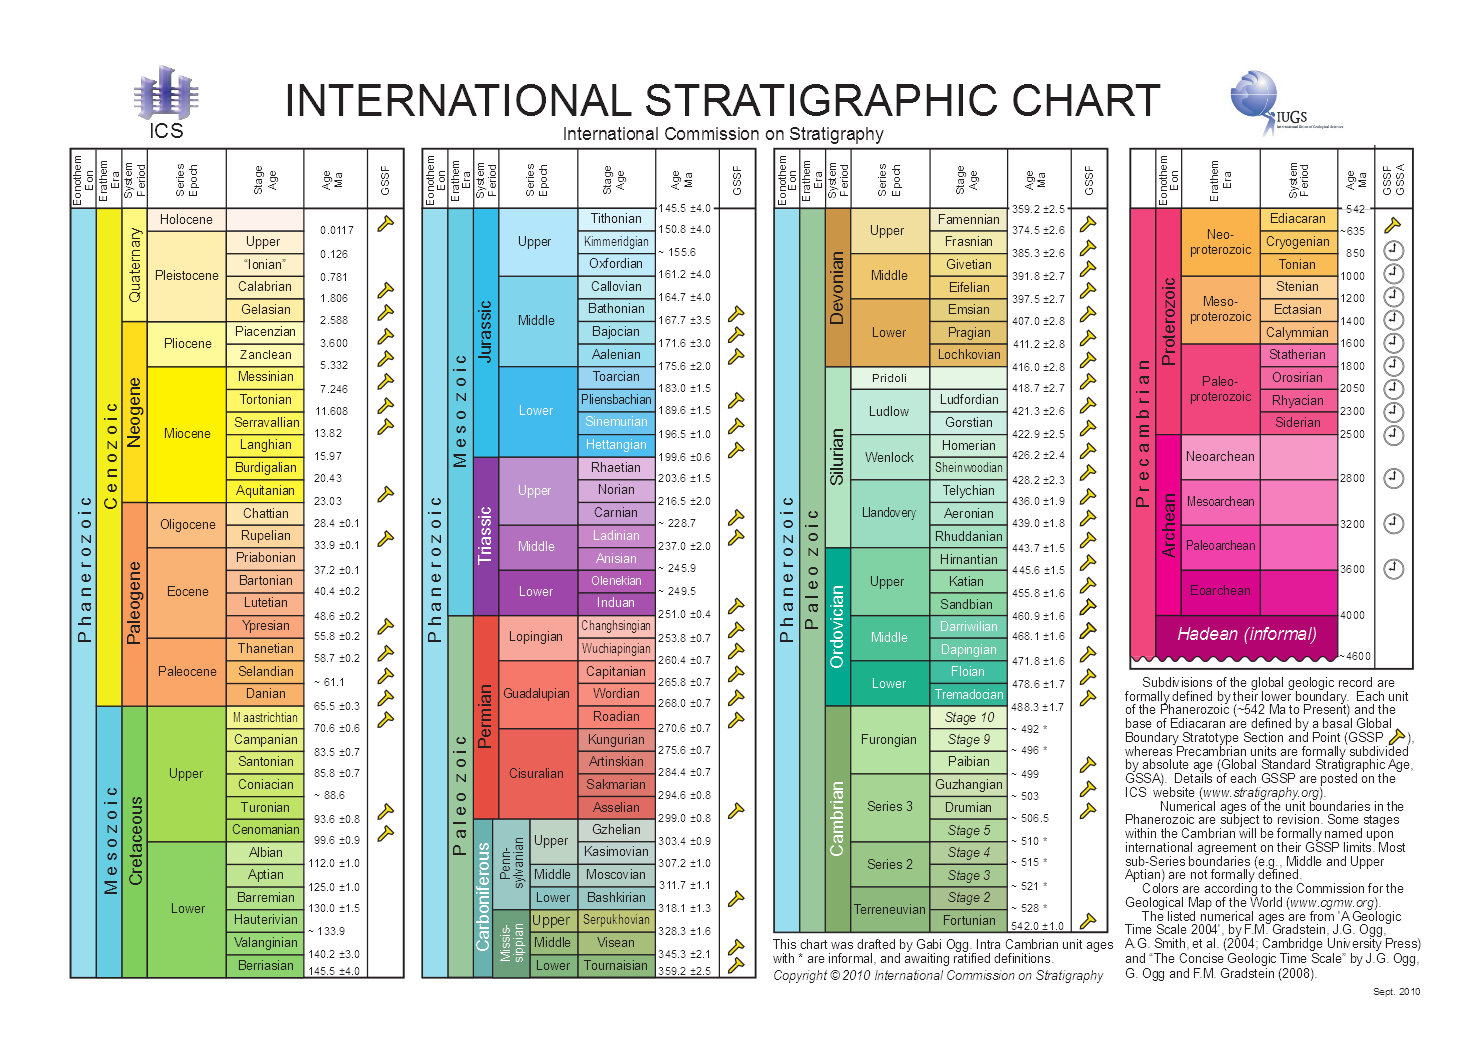 ICS
INTERNATIONAL STRATIGRAPHIC CHART
International Commission on Stratigraphy
IUGS
International Union of Geological Sciences
Eonothem Eon
Erathem Era
System Period
Series Epoch
Stage Age
Age Ma
GSSP
Phanerozoic
Cenozoic
Quaternary
Holocene
0.0117
Pleistocene
Upper
0.126
"Ionian"
0.781
Calabrian
1.806
Gelasian
2.588
Neogene
Pliocene
Piacenzian
3.600
Zanclean
5.332
Miocene
Messinian
7.246
Tortonian
11.608
Serravallian
13.82
Langhian
15.97
Burdigalian
20.43
Aquitanian
23.03
Paleogene
Oligocene
Chattian
28.4 ±0.1
Rupelian
33.9 ±0.1
Eocene
Priabonian
37.2 ±0.1
Bartonian
40.4 ±0.2
Lutetian
48.6 ±0.2
Ypresian
55.8 ±0.2
Paleocene
Thanetian
58.7 ±0.2
Selandian
~ 61.1
Danian
65.5 ±0.3
Mesozoic
Cretaceous
Upper
Maastrichtian
70.6 ±0.6
Campanian
83.5 ±0.7
Santonian
85.8 ±0.7
Coniacian
~ 88.6
Turonian
93.6 ±0.8
Cenomanian
99.6 ±0.9
Lower
Albian
112.0 ±1.0
Aptian
125.0 ±1.0
Barremian
130.0 ±1.5
Hauterivian
~ 133.9
Valanginian
140.2 ±3.0
Berriasian
145.5 ±4.0
Eonothem Eon
Erathem Era
System Period
Series Epoch
Stage Age
Age Ma
GSSP
145.5 ±4.0
Phanerozoic
Mesozoic
Jurassic
Upper
Tithonian
150.8 ±4.0
Kimmeridgian
~ 155.6
Oxfordian
161.2 ±4.0
Middle
Callovian
164.7 ±4.0
Bathonian
167.7 ±3.5
Bajocian
171.6 ±3.0
Aalenian
175.6 ±2.0
Lower
Toarcian
183.0 ±1.5
Pliensbachian
189.6 ±1.5
Sinemurian
196.5 ±1.0
Hettangian
199.6 ±0.6
Triassic
Upper
Rhaetian
203.6 ±1.5
Norian
216.5 ±2.0
Carnian
~ 228.7
Middle
Ladinian
237.0 ±2.0
Anisian
~ 245.9
Lower
Olenekian
~ 249.5
Induan
251.0 ±0.4
Paleozoic
Permian
Lopingian
Changhsingian
253.8 ±0.7
Wuchiapingian
260.4 ±0.7
Guadalupian
Capitanian
265.8 ±0.7
Wordian
268.0 ±0.7
Roadian
270.6 ±0.7
Cisuralian
Kungurian
275.6 ±0.7
Artinskian
284.4 ±0.7
Sakmarian
294.6 ±0.8
Asselian
299.0 ±0.8
Carboniferous
Penn-
sylvanian
Upper
Gzhelian
303.4 ±0.9
Kasimovian
307.2 ±1.0
Middle
Moscovian
311.7 ±1.1
Lower
Bashkirian
318.1 ±1.3
Missis-
sippian
Upper
Serpukhovian
328.3 ±1.6
Middle
Visean
345.3 ±2.1
Lower
Tournaisian
359.2 ±2.5
Eonothem Eon
Erathem Era
System Period
Series Epoch
Stage Age
Age Ma
GSSP
359.2 ±2.5
Phanerozoic
Paleozoic
Devonian
Upper
Famennian
374.5 ±2.6
Frasnian
385.3 ±2.6
Middle
Givetian
391.8 ±2.7
Eifelian
397.5 ±2.7
Lower
Emsian
407.0 ±2.8
Pragian
411.2 ±2.8
Lochkovian
416.0 ±2.8
Silurian
Pridoli
418.7 ±2.7
Ludlow
Ludfordian
421.3 ±2.6
Gorstian
422.9 ±2.5
Wenlock
Homerian
426.2 ±2.4
Sheinwoodian
428.2 ±2.3
Llandovery
Telychian
436.0 ±1.9
Aeronian
439.0 ±1.8
Rhuddanian
443.7 ±1.5
Ordovician
Upper
Hirnantian
445.6 ±1.5
Katian
455.8 ±1.6
Sandbian
460.9 ±1.6
Middle
Darriwilian
468.1 ±1.6
Dapingian
471.8 ±1.6
Lower
Floian
478.6 ±1.7
Tremadocian
488.3 ±1.7
Cambrian
Furongian
Stage 10
~ 492 *
Stage 9
~ 496 *
Paibian
~ 499
Series 3
Guzhangian
~ 503
Drumian
~ 506.5
Stage 5
~ 510 *
Series 2
Stage 4
~ 515 *
Stage 3
~ 521 *
Terreneuvian
Stage 2
~ 528 *
Fortunian
542.0 ±1.0
This chart was drafted by Gabi Ogg. Intra Cambrian unit ages
with * are informal, and awaiting ratified definitions.
Copyright © 2010 International Commission on Stratigraphy
Eonothem Eon
Erathem Era
System Period
Age Ma
GSSP GSSA
542
Precambrian
Proterozoic
Neo-
proterozoic
Ediacaran
~635
Cryogenian
850
Tonian
1000
Meso-
proterozoic
Stenian
1200
Ectasian
1400
Calymmian
1600
Paleo-
proterozoic
Statherian
1800
Orosirian
2050
Rhyacian
2300
Siderian
2500
Archean
Neoarchean
2800
Mesoarchean
3200
Paleoarchean
3600
Eoarchean
4000
Hadean (informal)
~4600
Subdivisions of the global geologic record are
formally defined by their lower boundary. Each unit
of the Phanerozoic (~542 Ma to Present) and the
base of Ediacaran are defined by a basal Global
Boundary Stratotype Section and Point (GSSP ),
whereas Precambrian units are formally subdivided
by absolute age (Global Standard Stratigraphic Age,
GSSA). Details of each GSSP are posted on the
ICS website (www.stratigraphy.org).
Numerical ages of the unit boundaries in the
Phanerozoic are subject to revision. Some stages
within the Cambrian will be formally named upon
international agreement on their GSSP limits. Most
sub-Series boundaries (e.g., Middle and Upper
Aptian) are not formally defined.
Colors are according to the Commission for the
Geological Map of the World (www.cgmw.org).
The listed numerical ages are from 'A Geologic
Time Scale 2004', by F.M. Gradstein, J.G. Ogg,
A.G. Smith, et al. (2004; Cambridge University Press)
and “The Concise Geologic Time Scale” by J.G. Ogg,
G. Ogg and F.M. Gradstein (2008).
Sept. 2010